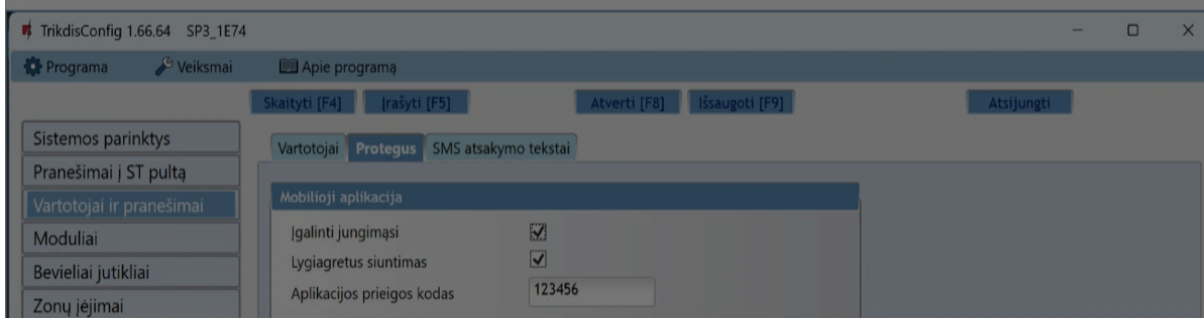 TrikdisConfig 1.66.64 SP3_1E74
Programa Veiksmai Apie programą
Skaityti [F4] Įrašyti [F5] Atverti [F8] Išsaugoti [F9] Atsijungti
Sistemos parinktys
Vartotojai Protegus SMS atsakymo tekstai
Pranešimai į ST pultą
Vartotojai ir pranešimai
Mobilioji aplikacija
Moduliai
Įgalinti jungimąsi
Bevieliai jutikliai
Lygiagretus siuntimas
Zonų įėjimai
Aplikacijos prieigos kodas 123456